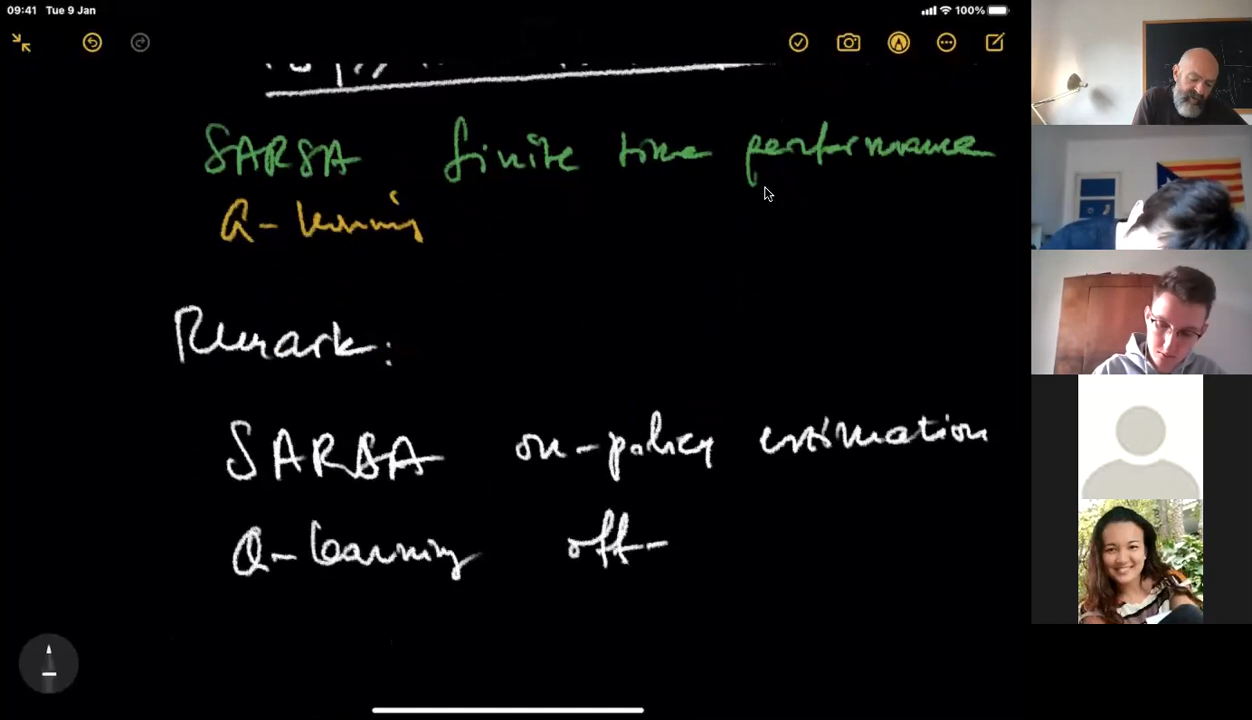 09:41 Tue 9 Jan
100%
SARSA finite time performance
Q-learning
Remark:
SARSA on-policy estimation
Q-learning off-